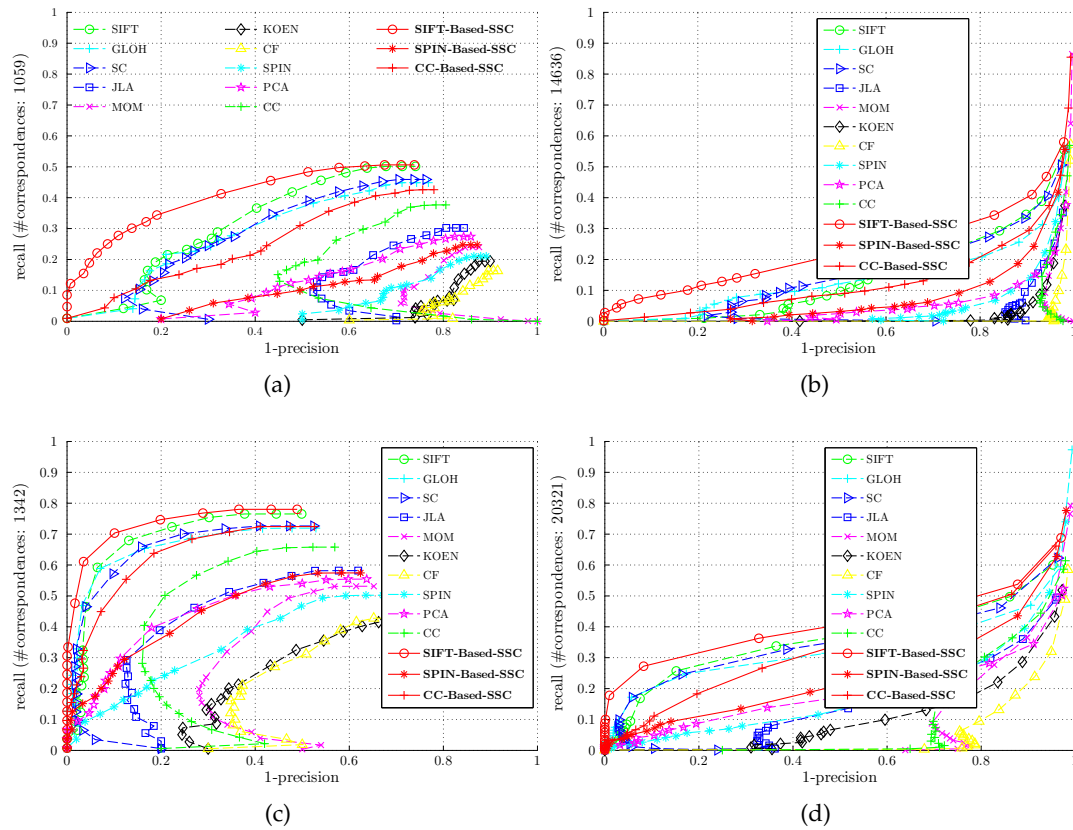 SIFT
GLOH
SC
JLA
MOM
KOEN
CF
SPIN
PCA
CC
SIFT-Based-SSC
SPIN-Based-SSC
CC-Based-SSC
1
0.9
0.8
0.7
0.6
0.5
0.4
0.3
0.2
0.1
0
recall (#correspondences: 1059)
0 0.2 0.4 0.6 0.8 1
1-precision
(a)
SIFT
GLOH
SC
JLA
MOM
KOEN
CF
SPIN
PCA
CC
SIFT-Based-SSC
SPIN-Based-SSC
CC-Based-SSC
1
0.9
0.8
0.7
0.6
0.5
0.4
0.3
0.2
0.1
0
recall (#correspondences: 14636)
0 0.2 0.4 0.6 0.8
1-precision
(b)
SIFT
GLOH
SC
JLA
MOM
KOEN
CF
SPIN
PCA
CC
SIFT-Based-SSC
SPIN-Based-SSC
CC-Based-SSC
1
0.9
0.8
0.7
0.6
0.5
0.4
0.3
0.2
0.1
0
recall (#correspondences: 1342)
0 0.2 0.4 0.6 0.8 1
1-precision
(c)
SIFT
GLOH
SC
JLA
MOM
KOEN
CF
SPIN
PCA
CC
SIFT-Based-SSC
SPIN-Based-SSC
CC-Based-SSC
1
0.9
0.8
0.7
0.6
0.5
0.4
0.3
0.2
0.1
0
recall (#correspondences: 20321)
0 0.2 0.4 0.6 0.8
1-precision
(d)